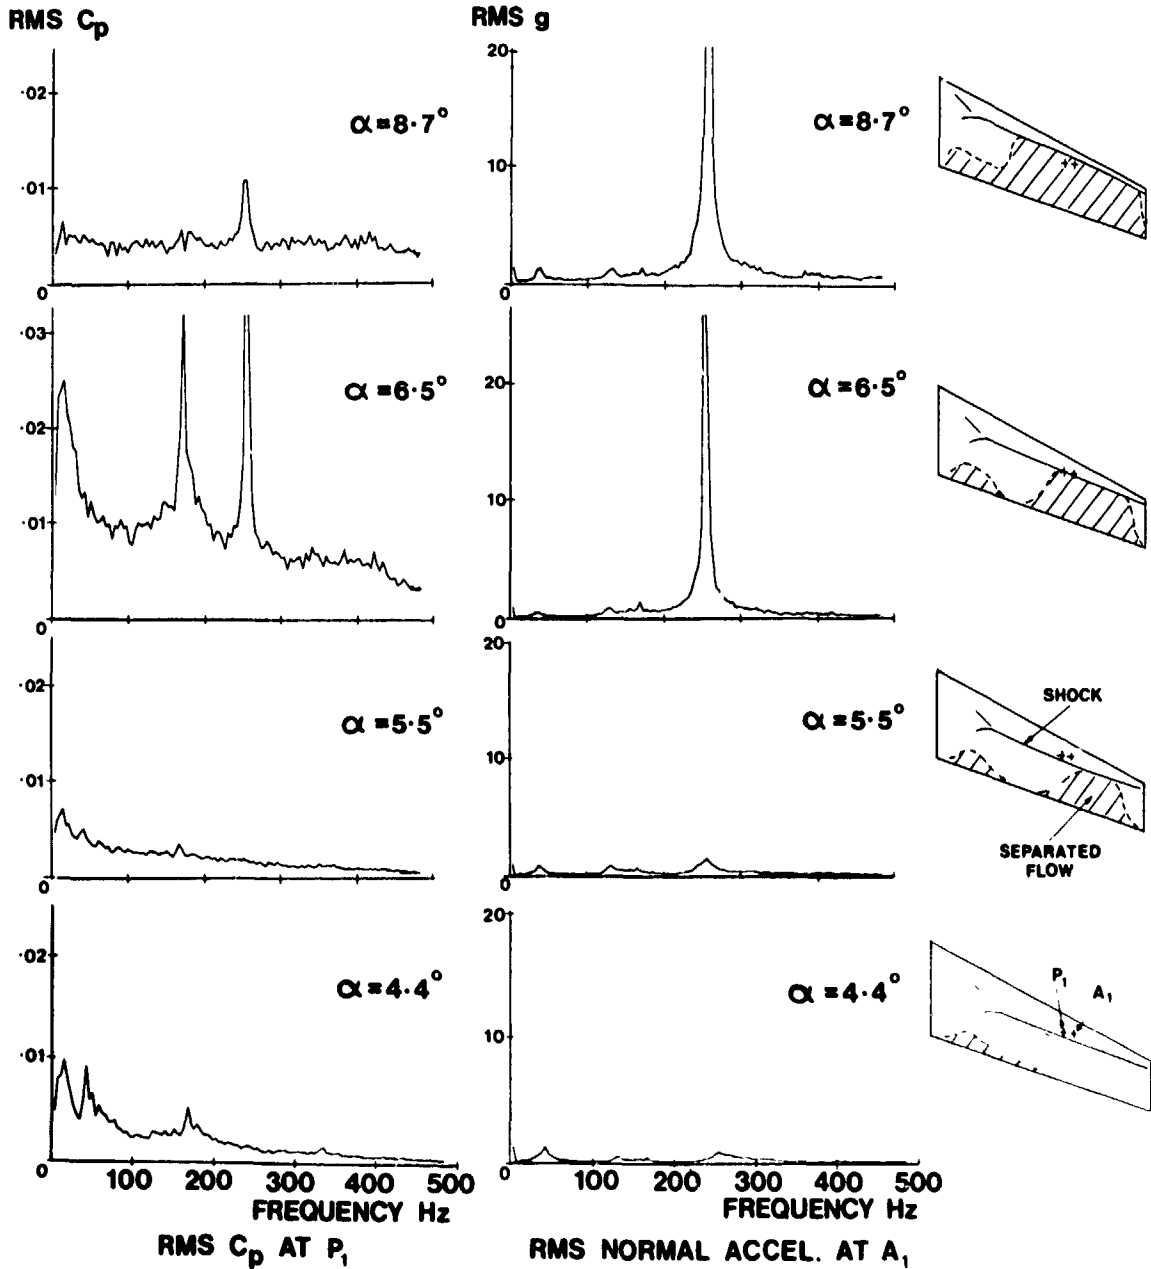 RMS Cp
RMS g
·02
·01
0
α=8·7°
20
10
0
α=8·7°
·03
·02
·01
0
α=6·5°
20
10
0
α=6·5°
·02
·01
0
α=5·5°
20
10
0
α=5·5°
SHOCK
SEPARATED
FLOW
·02
·01
0
α=4·4°
20
10
0
α=4·4°
P₁
A₁
100 200 300 400 500
FREQUENCY Hz
100 200 300 400 500
FREQUENCY Hz
RMS Cp AT P₁
RMS NORMAL ACCEL. AT A₁